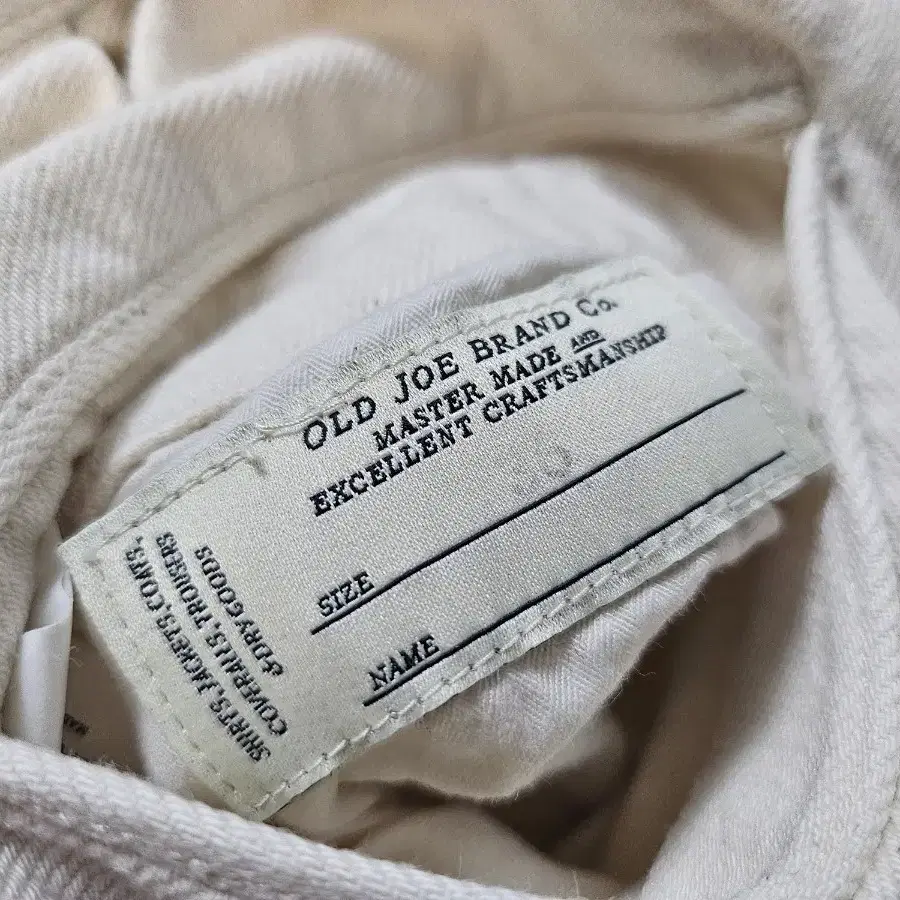 OLD JOE BRAND Co.
MASTER MADE AND
EXCELLENT CRAFTSMANSHIP
SIZE
NAME
SHIRTS, JACKETS, COATS,
COVERALLS, TROUSERS
&DRY GOODS